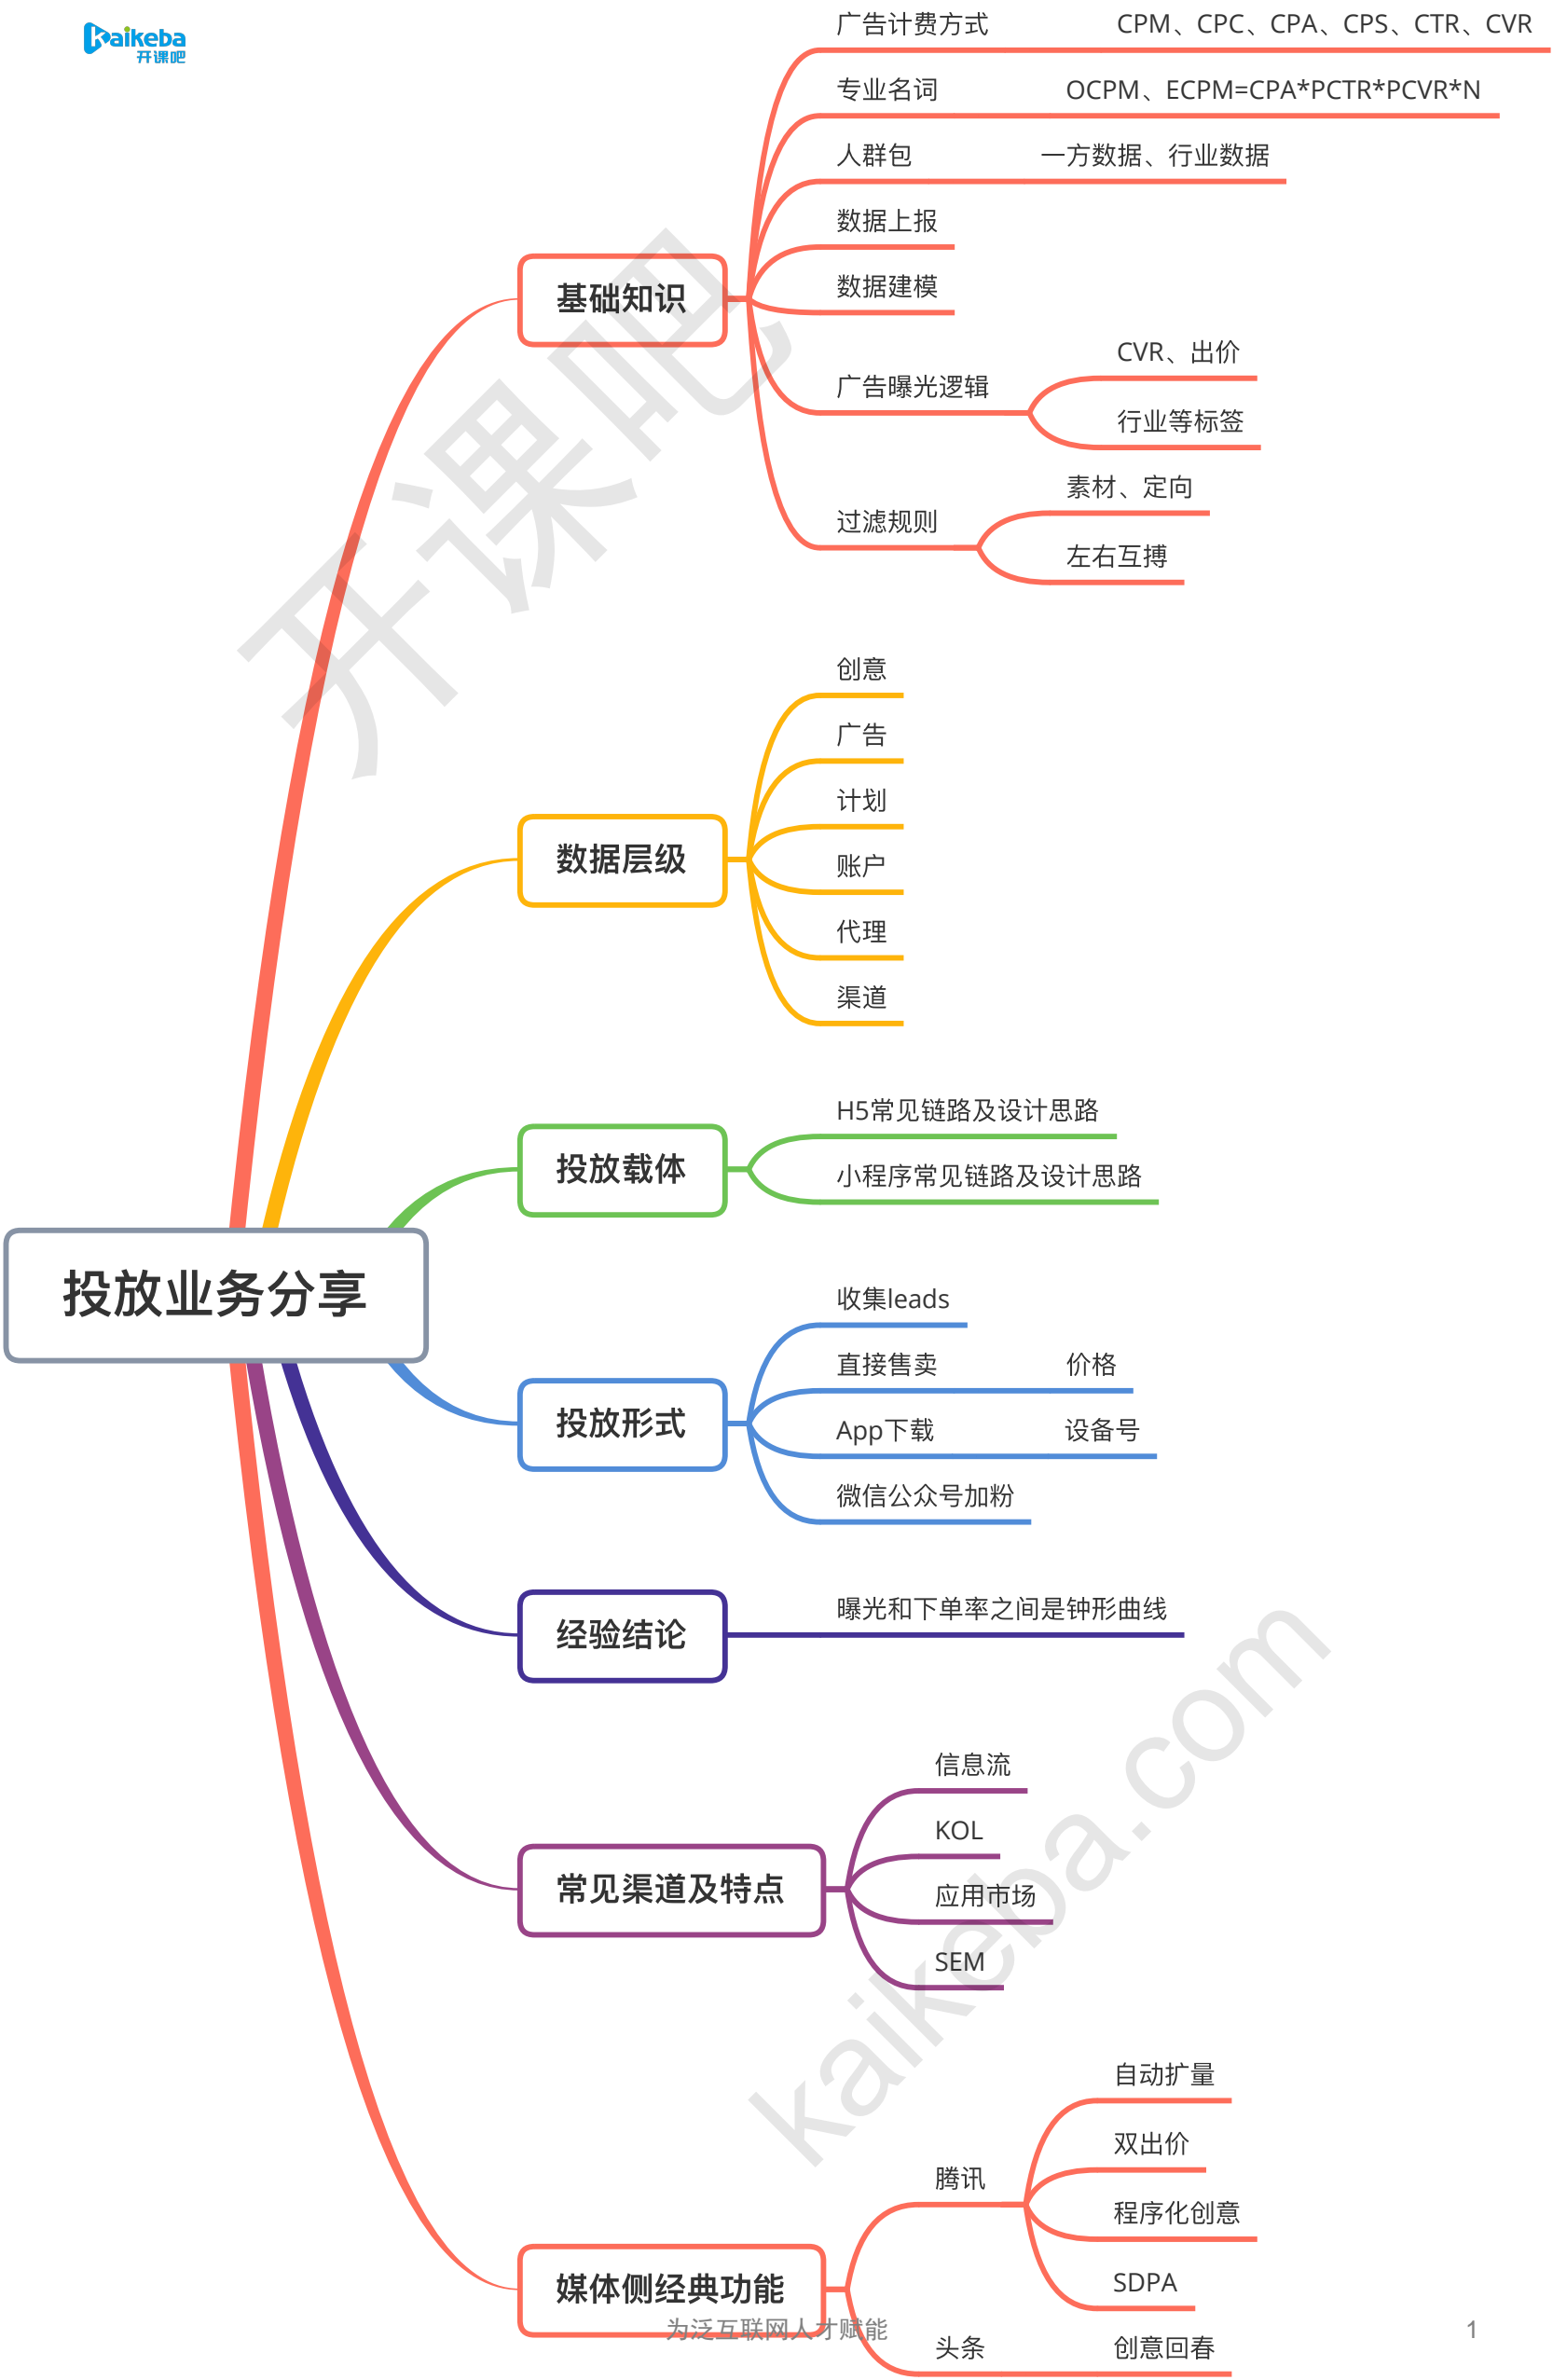 Kaikeba
开课吧
投放业务分享
基础知识
广告计费方式
CPM、CPC、CPA、CPS、CTR、CVR
专业名词
OCPM、ECPM=CPA*PCTR*PCVR*N
人群包
一方数据、行业数据
数据上报
数据建模
广告曝光逻辑
CVR、出价
行业等标签
过滤规则
素材、定向
左右互搏
数据层级
创意
广告
计划
账户
代理
渠道
投放载体
H5常见链路及设计思路
小程序常见链路及设计思路
投放形式
收集leads
直接售卖
价格
App下载
设备号
微信公众号加粉
经验结论
曝光和下单率之间是钟形曲线
常见渠道及特点
信息流
KOL
应用市场
SEM
媒体侧经典功能
腾讯
自动扩量
双出价
程序化创意
SDPA
头条
创意回春
开课吧
kaikeba.com
为泛互联网人才赋能
1